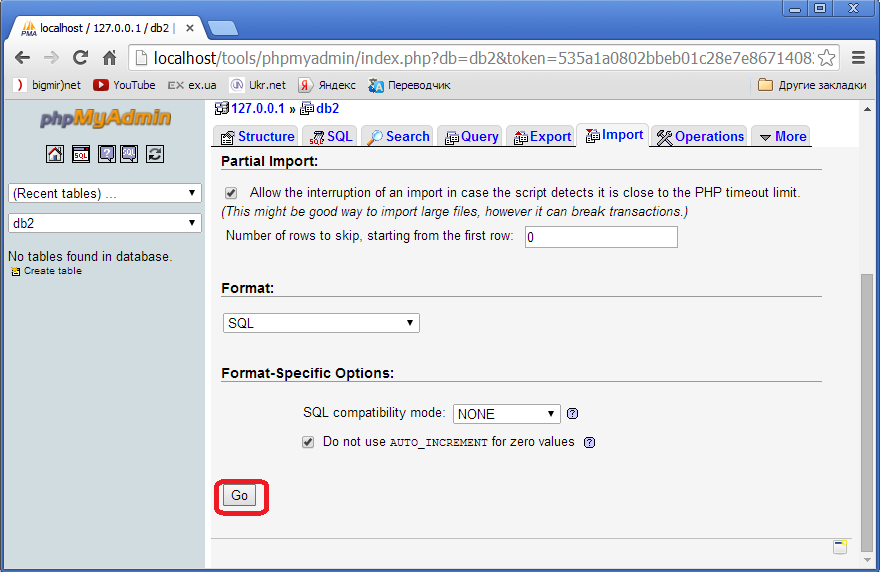 localhost / 127.0.0.1 / db2 |
localhost/tools/phpmyadmin/index.php?db=db2&token=535a1a0802bbeb01c28e7e8671408
bigmir)net YouTube EX ex.ua Ukr.net Яндекс Переводчик Другие закладки
phpMyAdmin
127.0.0.1 » db2
Structure SQL Search Query Export Import Operations More
(Recent tables) ...
db2
No tables found in database.
Create table
Partial Import:
Allow the interruption of an import in case the script detects it is close to the PHP timeout limit.
(This might be good way to import large files, however it can break transactions.)
Number of rows to skip, starting from the first row: 0
Format:
SQL
Format-Specific Options:
SQL compatibility mode: NONE
Do not use AUTO_INCREMENT for zero values
Go